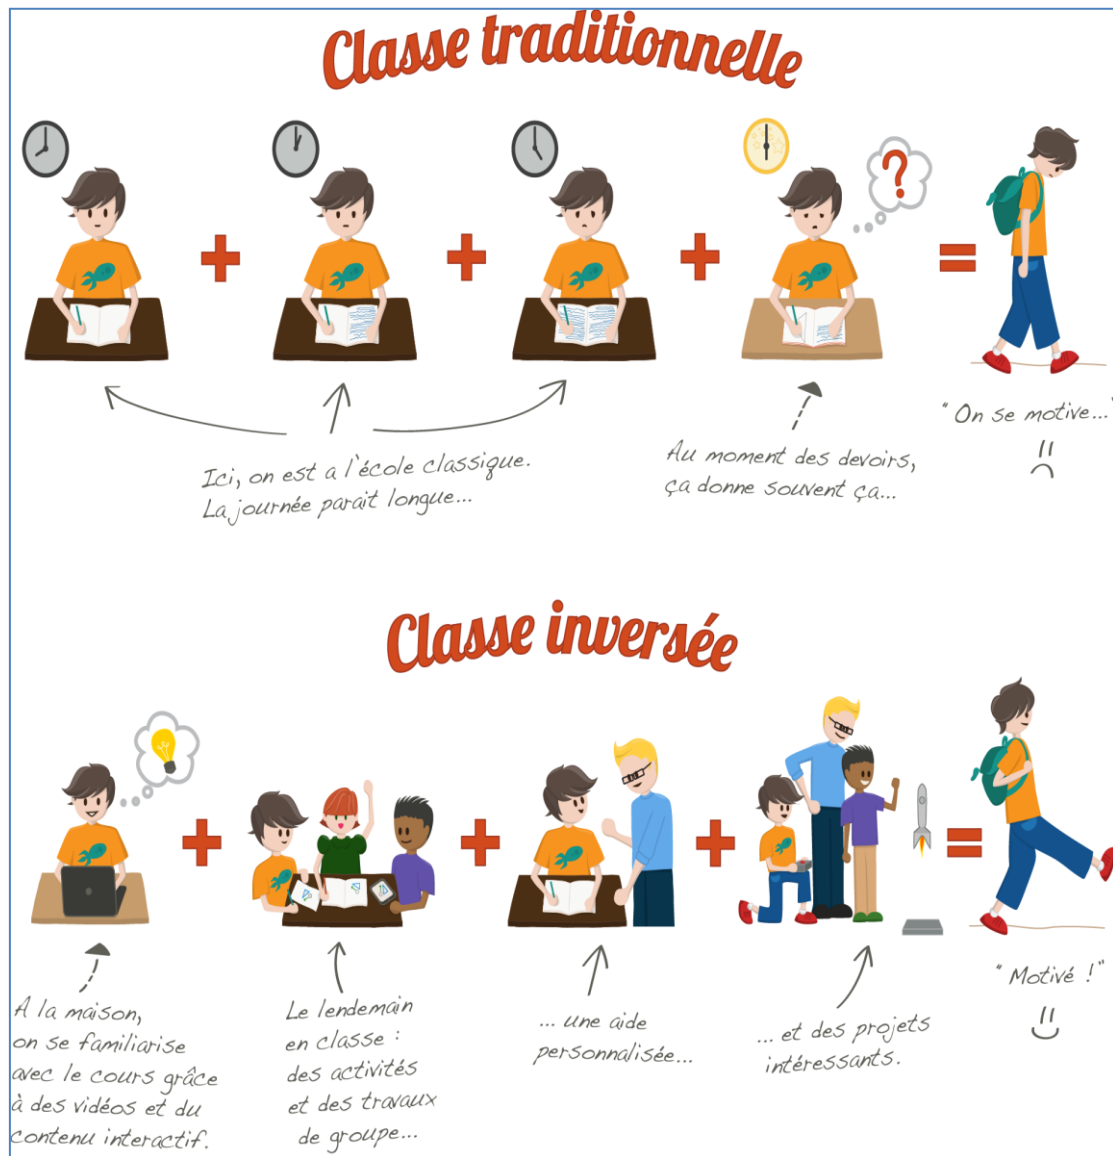 Classe traditionnelle
?
Ici, on est a l'école classique.
La journée parait longue...
Au moment des devoirs,
ça donne souvent ça...
" On se motive... "
Classe inversée
A la maison,
on se familiarise
avec le cours grâce
à des vidéos et du
contenu interactif.
Le lendemain
en classe :
des activités
et des travaux
de groupe...
... une aide
personnalisée...
... et des projets
intéressants.
" Motivé ! "